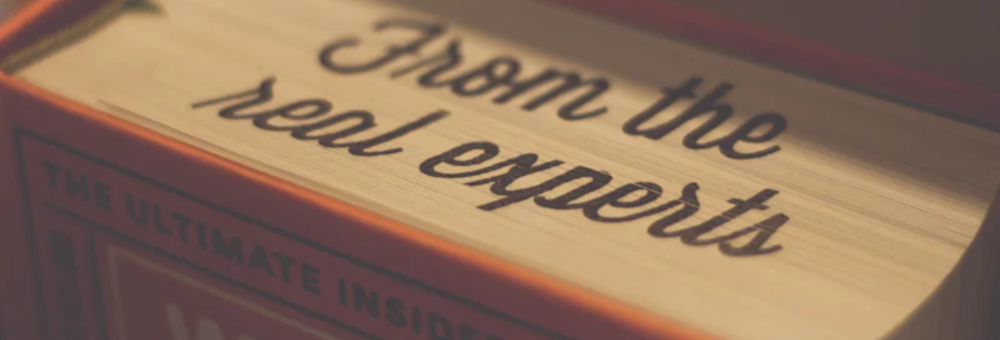 From the
real experts
THE ULTIMATE INSIDE